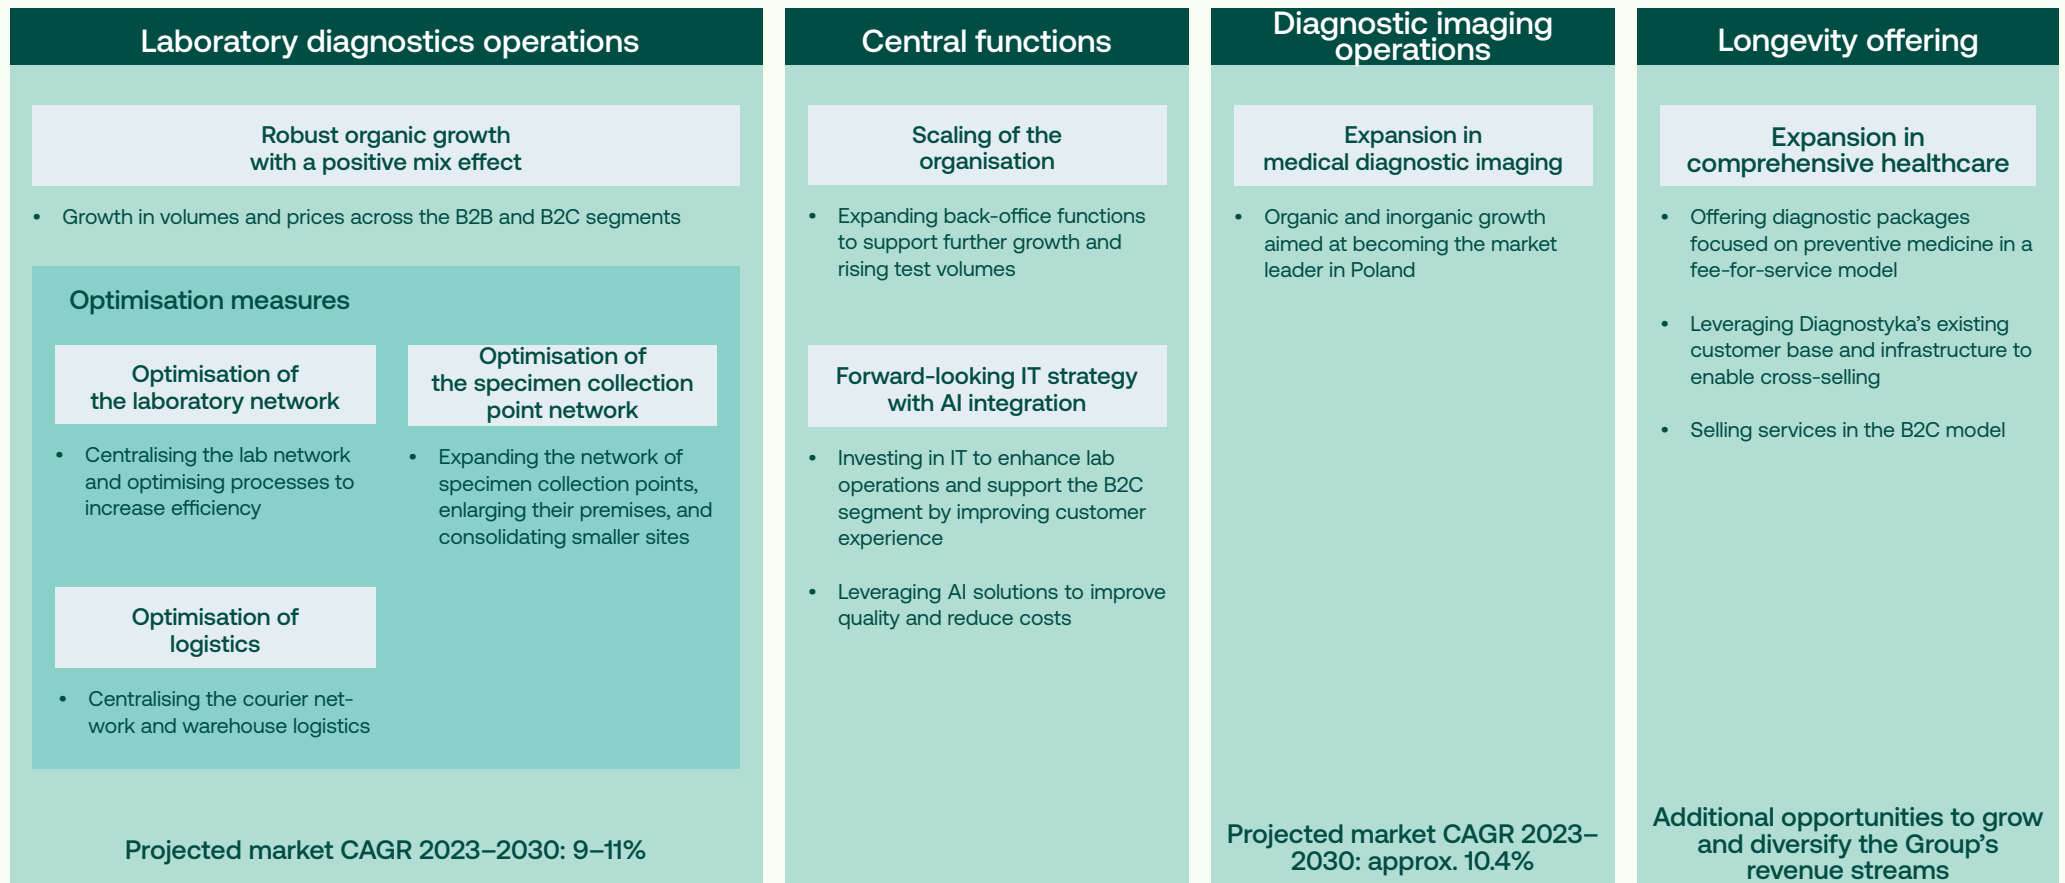 Laboratory diagnostics operations
Robust organic growth
with a positive mix effect
• Growth in volumes and prices across the B2B and B2C segments
Optimisation measures
Optimisation of
the laboratory network
• Centralising the lab network
and optimising processes to
increase efficiency
Optimisation of
the specimen collection
point network
• Expanding the network of
specimen collection points,
enlarging their premises, and
consolidating smaller sites
Optimisation of
logistics
• Centralising the courier net-
work and warehouse logistics
Projected market CAGR 2023–2030: 9–11%
Central functions
Scaling of the
organisation
• Expanding back-office functions
to support further growth and
rising test volumes
Forward-looking IT strategy
with AI integration
• Investing in IT to enhance lab
operations and support the B2C
segment by improving customer
experience
• Leveraging AI solutions to improve
quality and reduce costs
Diagnostic imaging
operations
Expansion in
medical diagnostic imaging
• Organic and inorganic growth
aimed at becoming the market
leader in Poland
Projected market CAGR 2023–
2030: approx. 10.4%
Longevity offering
Expansion in
comprehensive healthcare
• Offering diagnostic packages
focused on preventive medicine in a
fee-for-service model
• Leveraging Diagnostyka’s existing
customer base and infrastructure to
enable cross-selling
• Selling services in the B2C model
Additional opportunities to grow
and diversify the Group’s
revenue streams